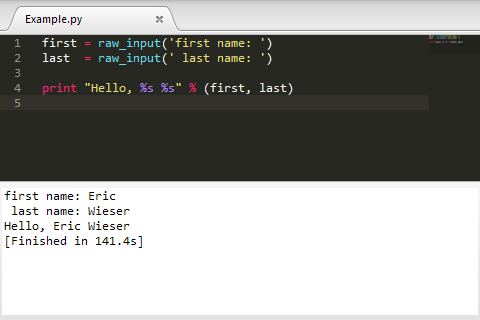 Example.py
1 first = raw_input('first name: ')
2 last  = raw_input(' last name: ')
3
4 print "Hello, %s %s" % (first, last)
5
first name: Eric
 last name: Wieser
Hello, Eric Wieser
[Finished in 141.4s]